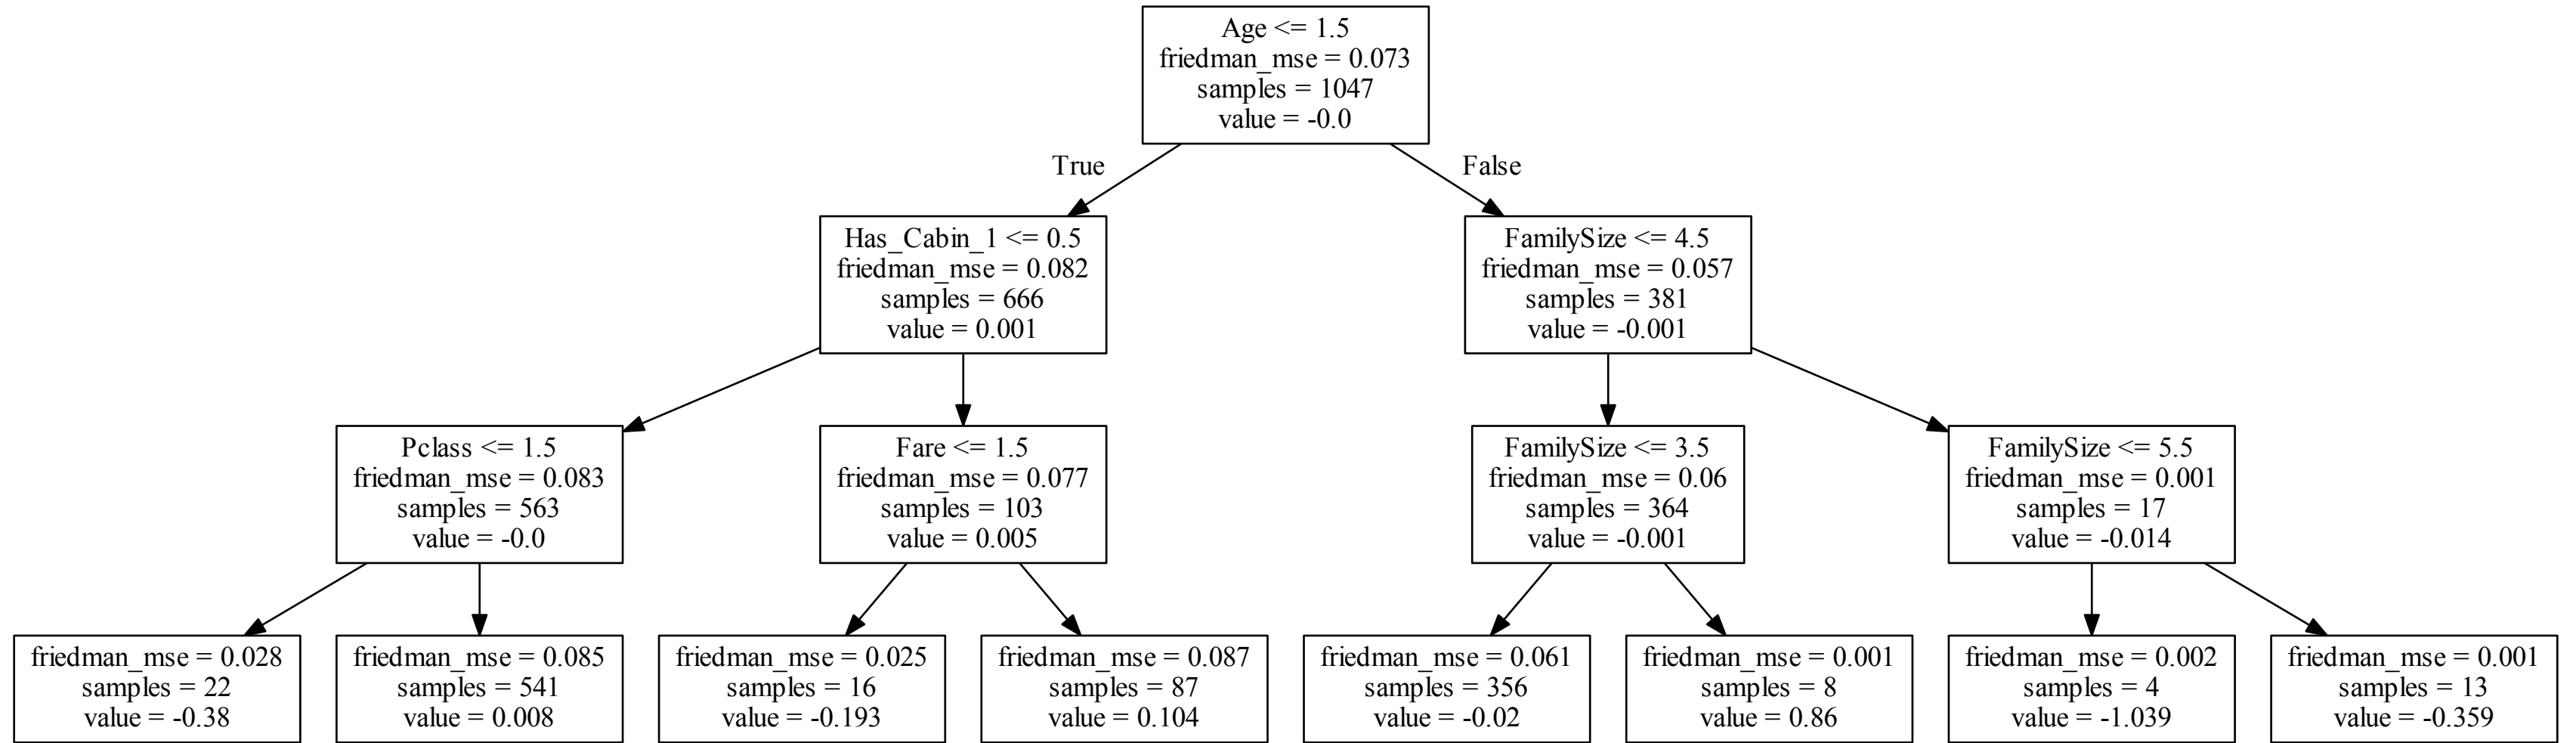 Age <= 1.5
friedman_mse = 0.073
samples = 1047
value = -0.0
True
False
Has_Cabin_1 <= 0.5
friedman_mse = 0.082
samples = 666
value = 0.001
FamilySize <= 4.5
friedman_mse = 0.057
samples = 381
value = -0.001
Pclass <= 1.5
friedman_mse = 0.083
samples = 563
value = -0.0
Fare <= 1.5
friedman_mse = 0.077
samples = 103
value = 0.005
FamilySize <= 3.5
friedman_mse = 0.06
samples = 364
value = -0.001
FamilySize <= 5.5
friedman_mse = 0.001
samples = 17
value = -0.014
friedman_mse = 0.028
samples = 22
value = -0.38
friedman_mse = 0.085
samples = 541
value = 0.008
friedman_mse = 0.025
samples = 16
value = -0.193
friedman_mse = 0.087
samples = 87
value = 0.104
friedman_mse = 0.061
samples = 356
value = -0.02
friedman_mse = 0.001
samples = 8
value = 0.86
friedman_mse = 0.002
samples = 4
value = -1.039
friedman_mse = 0.001
samples = 13
value = -0.359